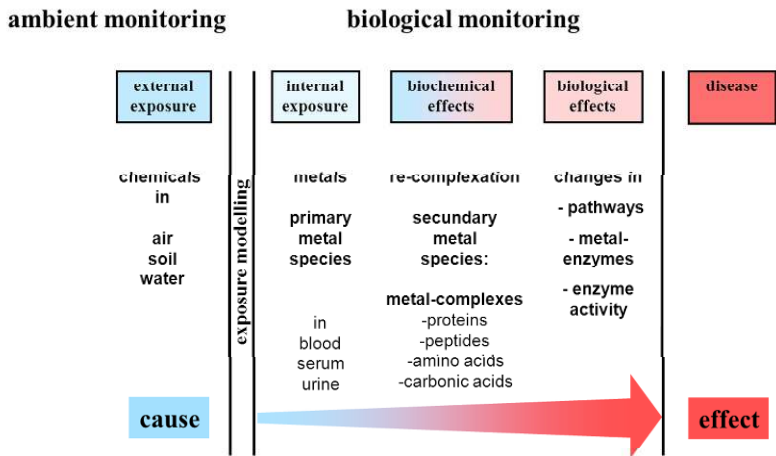 ambient monitoring
biological monitoring
external
exposure
internal
exposure
biochemical
effects
biological
effects
disease
exposure modelling
chemicals
in
air
soil
water
metals
primary
metal
species
in
blood
serum
urine
re-complexation
secundary
metal
species:
metal-complexes
-proteins
-peptides
-amino acids
-carbonic acids
changes in
- pathways
- metal-
enzymes
- enzyme
activity
cause
effect